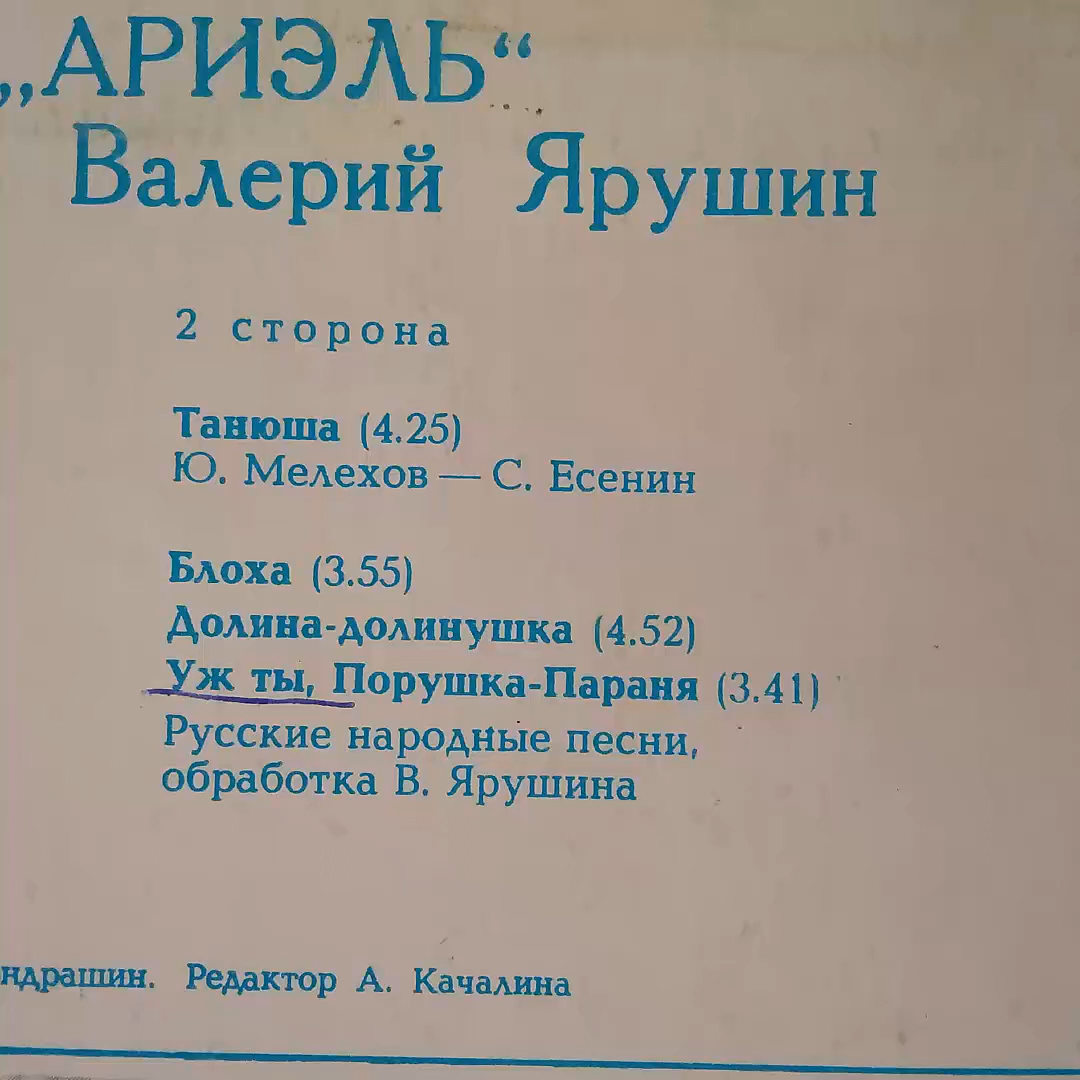 „АРИЭЛЬ“
Валерий Ярушин
2 сторона
Танюша (4.25)
Ю. Мелехов — С. Есенин
Блоха (3.55)
Долина-долинушка (4.52)
Уж ты, Порушка-Параня (3.41)
Русские народные песни,
обработка В. Ярушина
ндрашин. Редактор А. Качалина